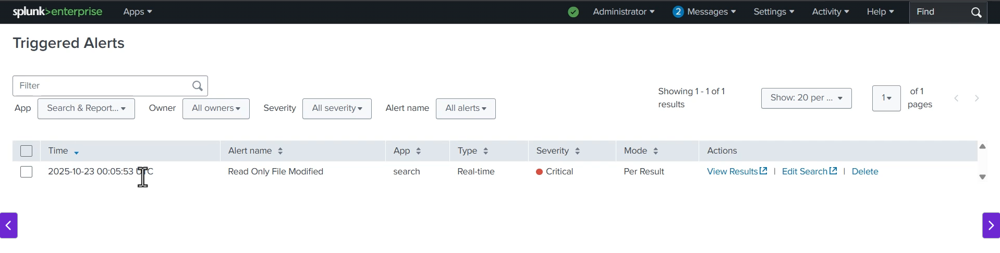 splunk>enterprise Apps Administrator 2 Messages Settings Activity Help Find
Triggered Alerts
Filter
Showing 1 - 1 of 1
results
Show: 20 per ...
1
of 1
pages
App Search & Report... Owner All owners Severity All severity Alert name All alerts
Time Alert name App Type Severity Mode Actions
2025-10-23 00:05:53 UTC Read Only File Modified search Real-time Critical Per Result View Results | Edit Search | Delete